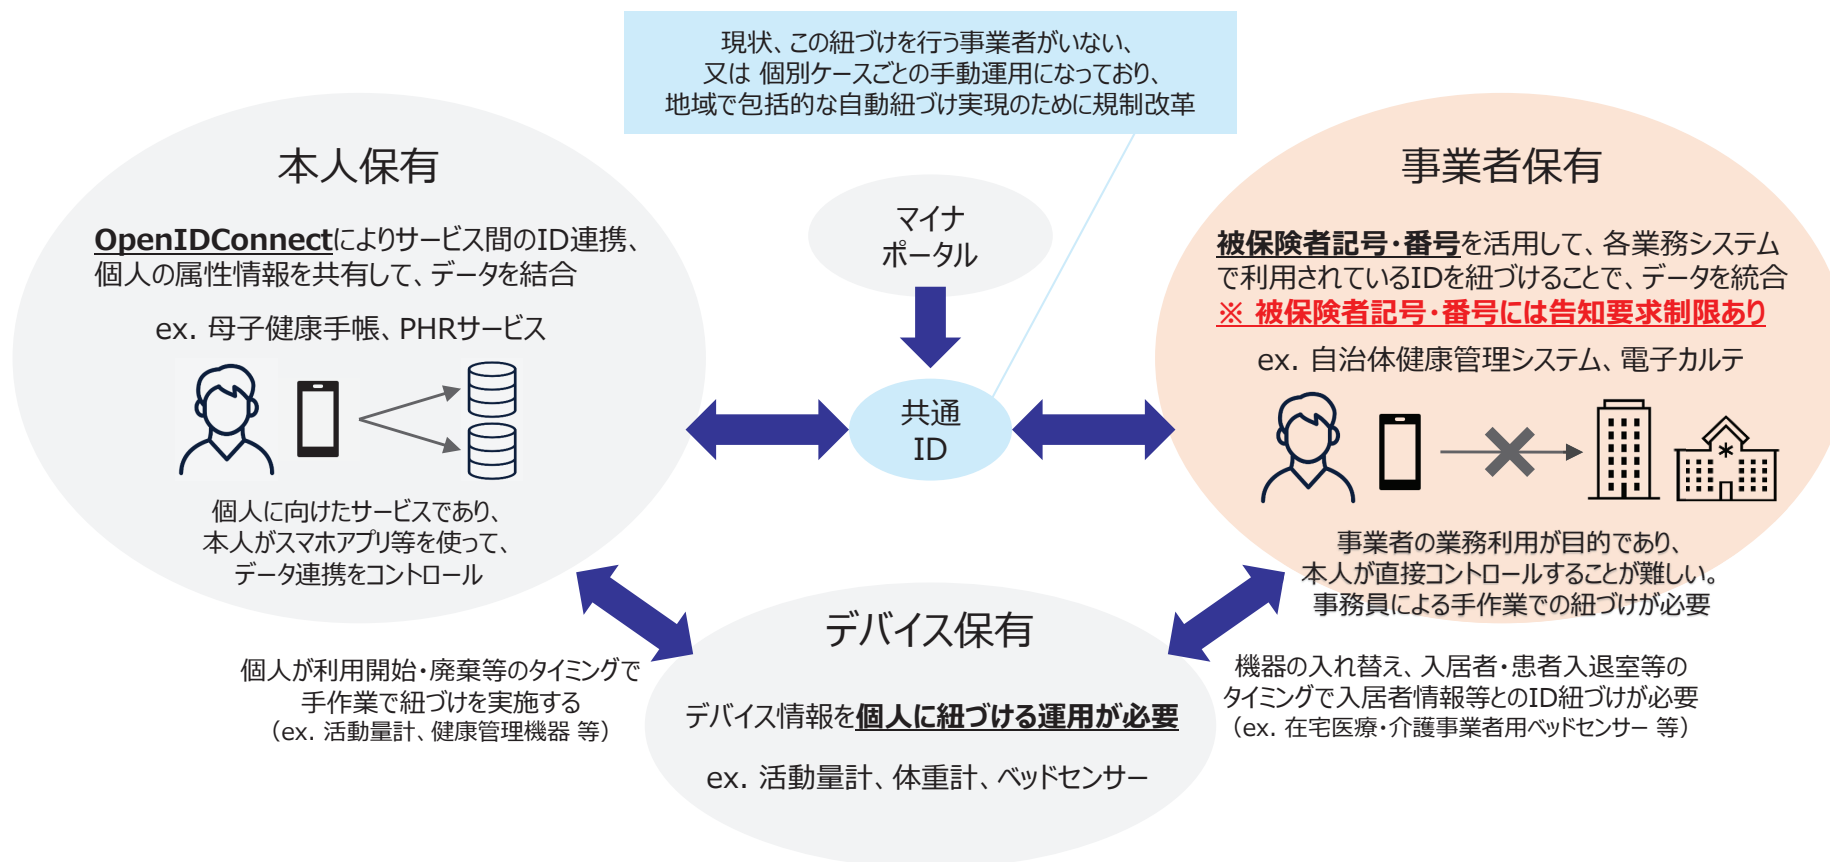 現状、この紐づけを行う事業者がいない、
又は 個別ケースごとの手動運用になっており、
地域で包括的な自動紐づけ実現のために規制改革
本人保有
OpenIDConnectによりサービス間のID連携、
個人の属性情報を共有して、データを結合
ex. 母子健康手帳、PHRサービス
個人に向けたサービスであり、
本人がスマホアプリ等を使って、
データ連携をコントロール
マイナ
ポータル
共通
ID
事業者保有
被保険者記号・番号を活用して、各業務システム
で利用されているIDを紐づけることで、データを統合
※ 被保険者記号・番号には告知要求制限あり
ex. 自治体健康管理システム、電子カルテ
事業者の業務利用が目的であり、
本人が直接コントロールすることが難しい。
事務員による手作業での紐づけが必要
個人が利用開始・廃棄等のタイミングで
手作業で紐づけを実施する
（ex. 活動量計、健康管理機器 等）
デバイス保有
デバイス情報を個人に紐づける運用が必要
ex. 活動量計、体重計、ベッドセンサー
機器の入れ替え、入居者・患者入退室等の
タイミングで入居者情報等とのID紐づけが必要
（ex. 在宅医療・介護事業者用ベッドセンサー 等）